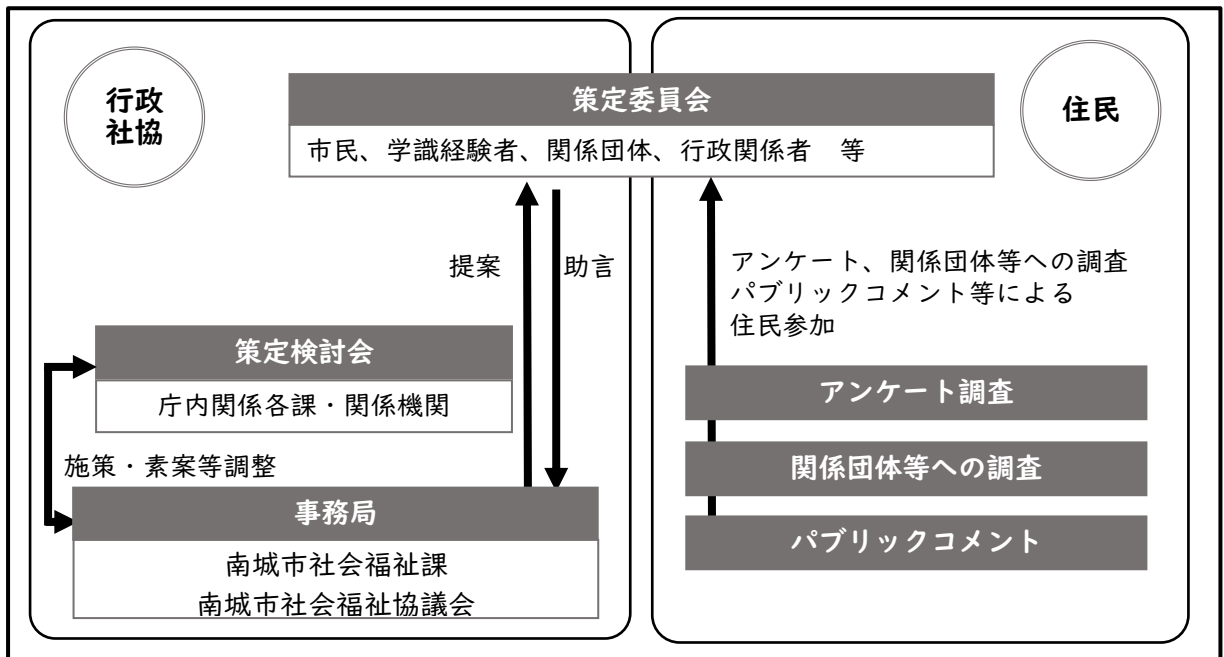 行政
社協
策定委員会
市民、学識経験者、関係団体、行政関係者　等
住民
提案
助言
アンケート、関係団体等への調査
パブリックコメント等による
住民参加
策定検討会
庁内関係各課・関係機関
施策・素案等調整
事務局
南城市社会福祉課
南城市社会福祉協議会
アンケート調査
関係団体等への調査
パブリックコメント